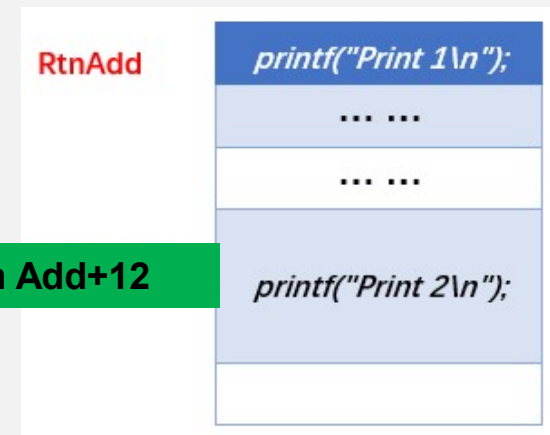 RtnAdd
printf("Print 1\n");
... ...
... ...
Add+12
printf("Print 2\n");